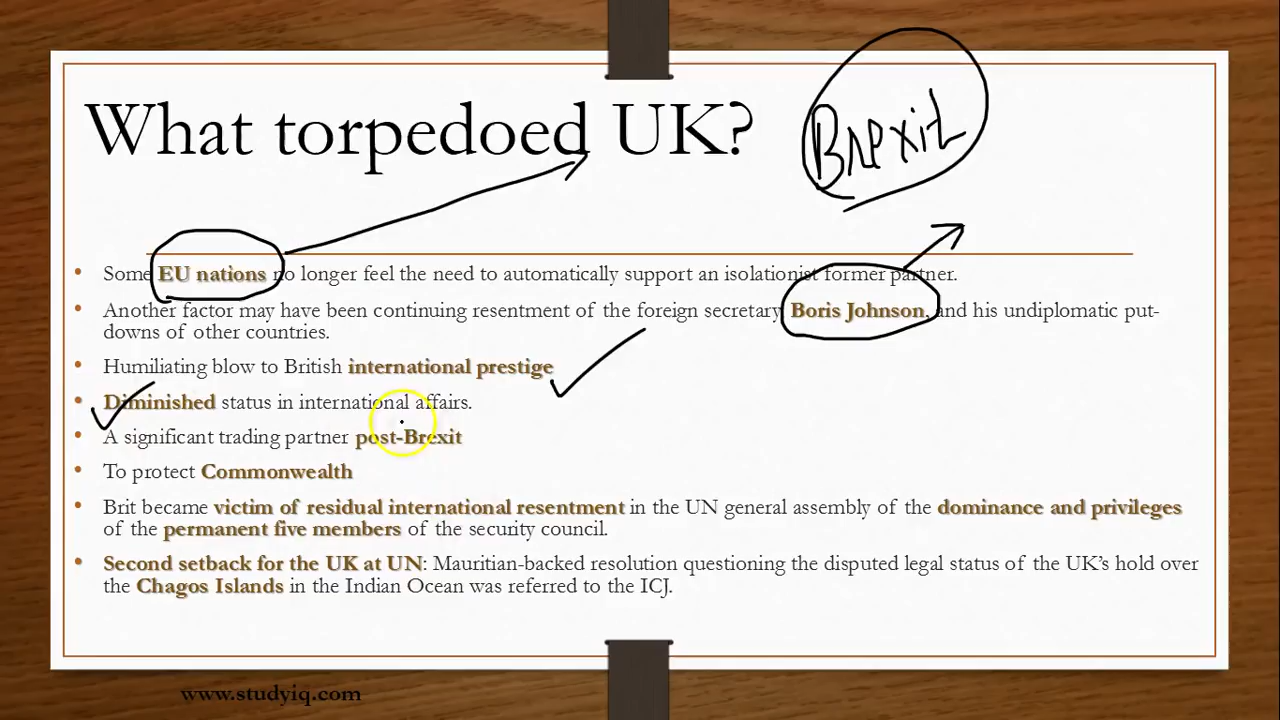 What torpedoed UK?
Brexit
• Some EU nations no longer feel the need to automatically support an isolationist former partner.
• Another factor may have been continuing resentment of the foreign secretary Boris Johnson, and his undiplomatic put-
downs of other countries.
• Humiliating blow to British international prestige
• Diminished status in international affairs.
• A significant trading partner post-Brexit
• To protect Commonwealth
• Brit became victim of residual international resentment in the UN general assembly of the dominance and privileges
of the permanent five members of the security council.
• Second setback for the UK at UN: Mauritian-backed resolution questioning the disputed legal status of the UK’s hold over
the Chagos Islands in the Indian Ocean was referred to the ICJ.
www.studyiq.com